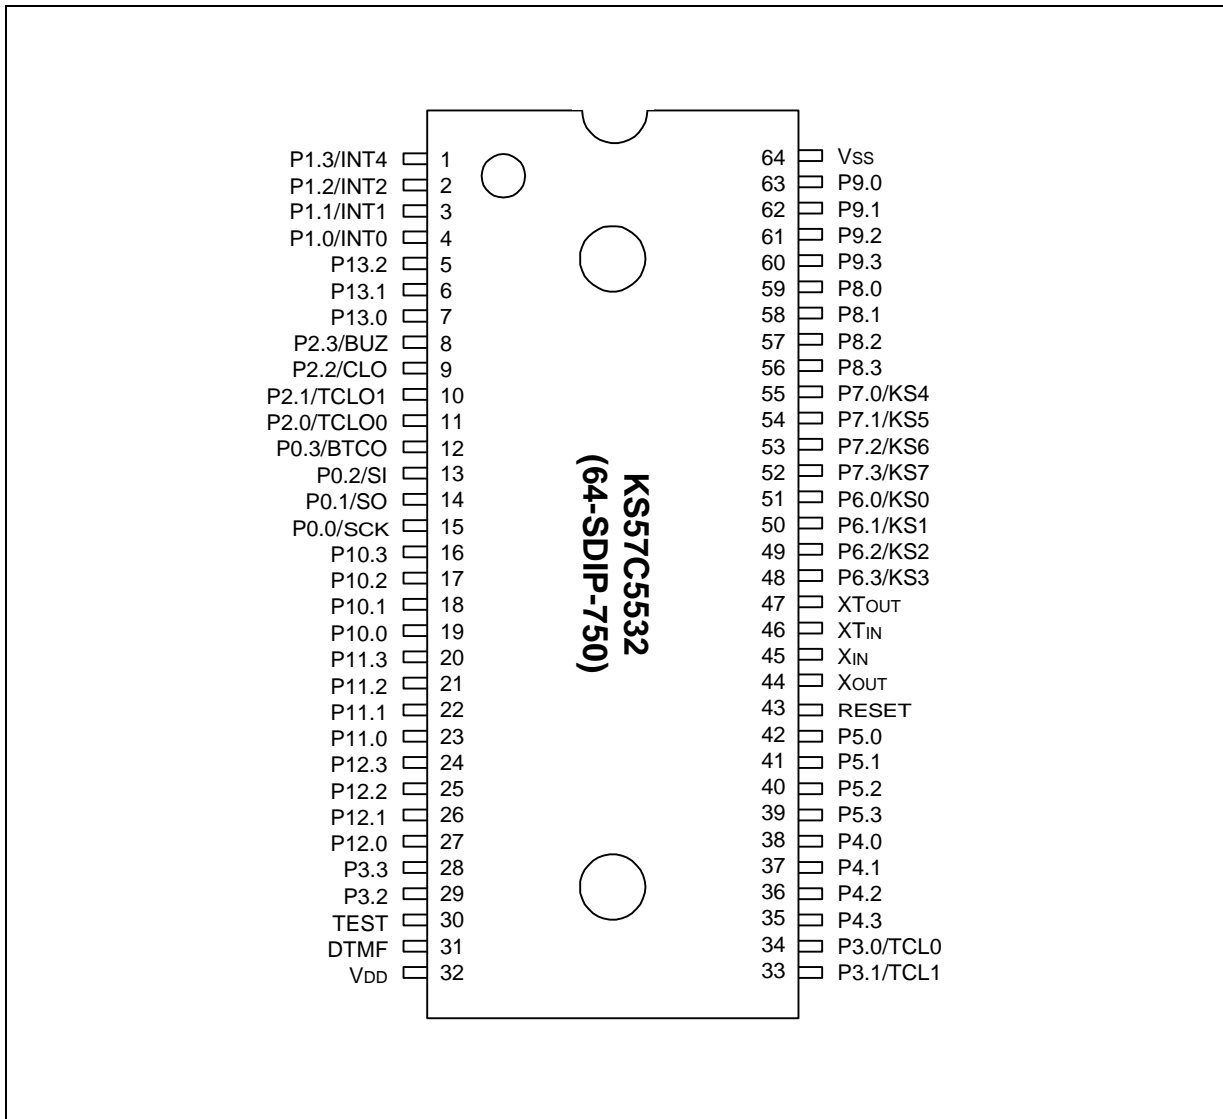 P1.3/INT4 1
P1.2/INT2 2
P1.1/INT1 3
P1.0/INT0 4
P13.2 5
P13.1 6
P13.0 7
P2.3/BUZ 8
P2.2/CLO 9
P2.1/TCLO1 10
P2.0/TCLO0 11
P0.3/BTCO 12
P0.2/SI 13
P0.1/SO 14
P0.0/SCK 15
P10.3 16
P10.2 17
P10.1 18
P10.0 19
P11.3 20
P11.2 21
P11.1 22
P11.0 23
P12.3 24
P12.2 25
P12.1 26
P12.0 27
P3.3 28
P3.2 29
TEST 30
DTMF 31
VDD 32
KS57C5532
(64-SDIP-750)
64 VSS
63 P9.0
62 P9.1
61 P9.2
60 P9.3
59 P8.0
58 P8.1
57 P8.2
56 P8.3
55 P7.0/KS4
54 P7.1/KS5
53 P7.2/KS6
52 P7.3/KS7
51 P6.0/KS0
50 P6.1/KS1
49 P6.2/KS2
48 P6.3/KS3
47 XTOUT
46 XTIN
45 XIN
44 XOUT
43 RESET
42 P5.0
41 P5.1
40 P5.2
39 P5.3
38 P4.0
37 P4.1
36 P4.2
35 P4.3
34 P3.0/TCL0
33 P3.1/TCL1